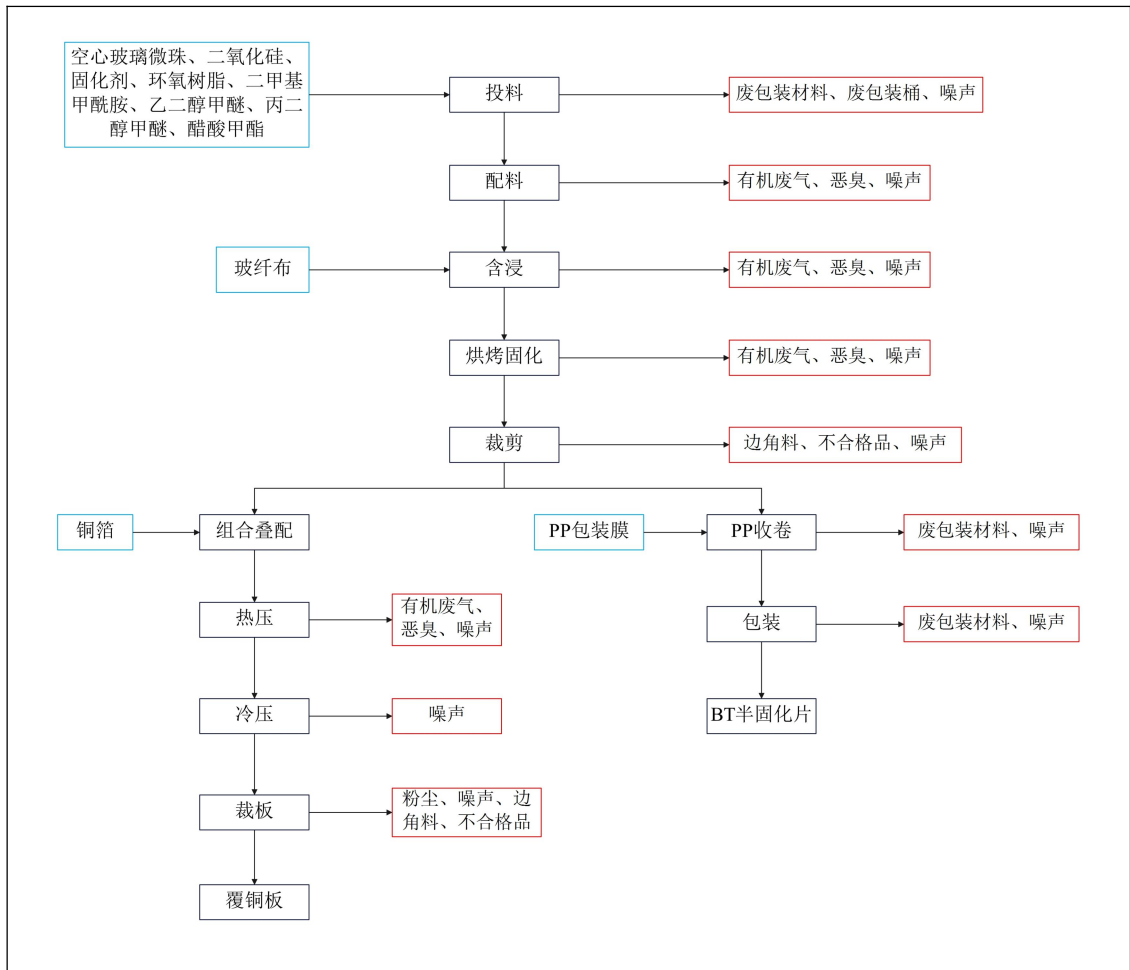 空心玻璃微珠、二氧化硅、
固化剂、环氧树脂、二甲基
甲酰胺、乙二醇甲醚、丙二
醇甲醚、醋酸甲酯
投料
废包装材料、废包装桶、噪声
配料
有机废气、恶臭、噪声
玻纤布
含浸
有机废气、恶臭、噪声
烘烤固化
有机废气、恶臭、噪声
裁剪
边角料、不合格品、噪声
铜箔
组合叠配
PP包装膜
PP收卷
废包装材料、噪声
热压
有机废气、
恶臭、噪声
包装
废包装材料、噪声
冷压
噪声
BT半固化片
裁板
粉尘、噪声、边
角料、不合格品
覆铜板